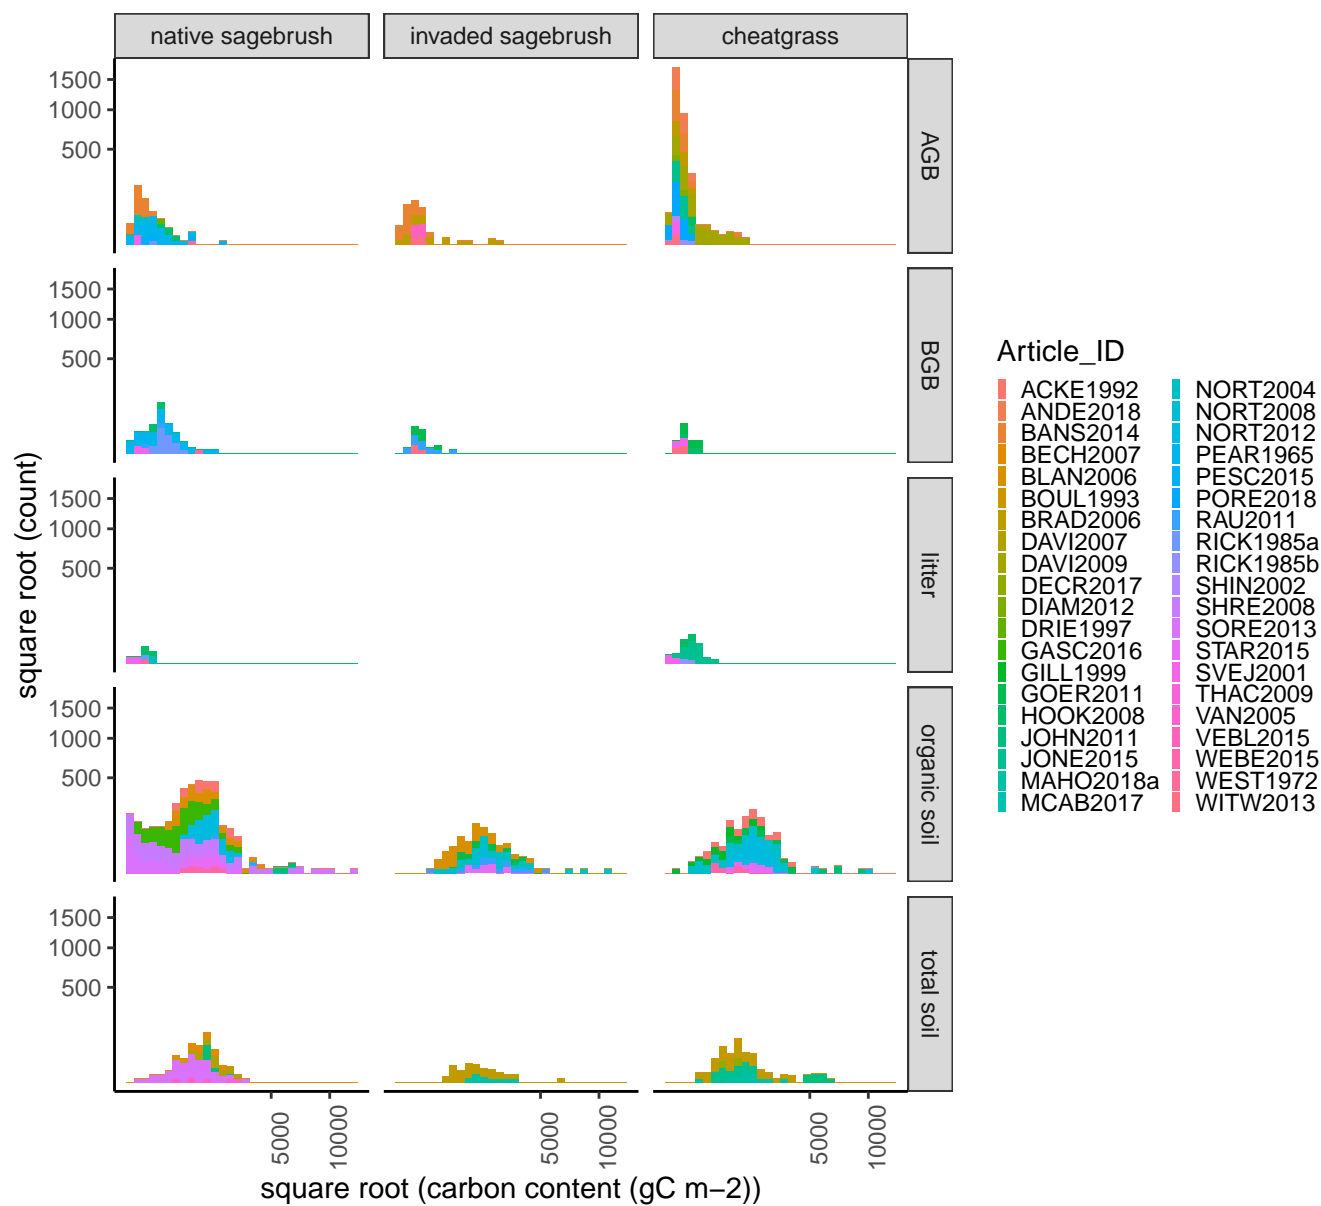 native sagebrush
invaded sagebrush
cheatgrass
1500
1000
500
AGB
1500
1000
500
BGB
1500
1000
500
litter
1500
1000
500
organic soil
1500
1000
500
total soil
5000
10000
5000
10000
5000
10000
square root (count)
square root (carbon content (gC m−2))
Article_ID
ACKE1992
ANDE2018
BANS2014
BECH2007
BLAN2006
BOUL1993
BRAD2006
DAVI2007
DAVI2009
DECR2017
DIAM2012
DRIE1997
GASC2016
GILL1999
GOER2011
HOOK2008
JOHN2011
JONE2015
MAHO2018a
MCAB2017
NORT2004
NORT2008
NORT2012
PEAR1965
PESC2015
PORE2018
RAU2011
RICK1985a
RICK1985b
SHIN2002
SHRE2008
SORE2013
STAR2015
SVEJ2001
THAC2009
VAN2005
VEBL2015
WEBE2015
WEST1972
WITW2013